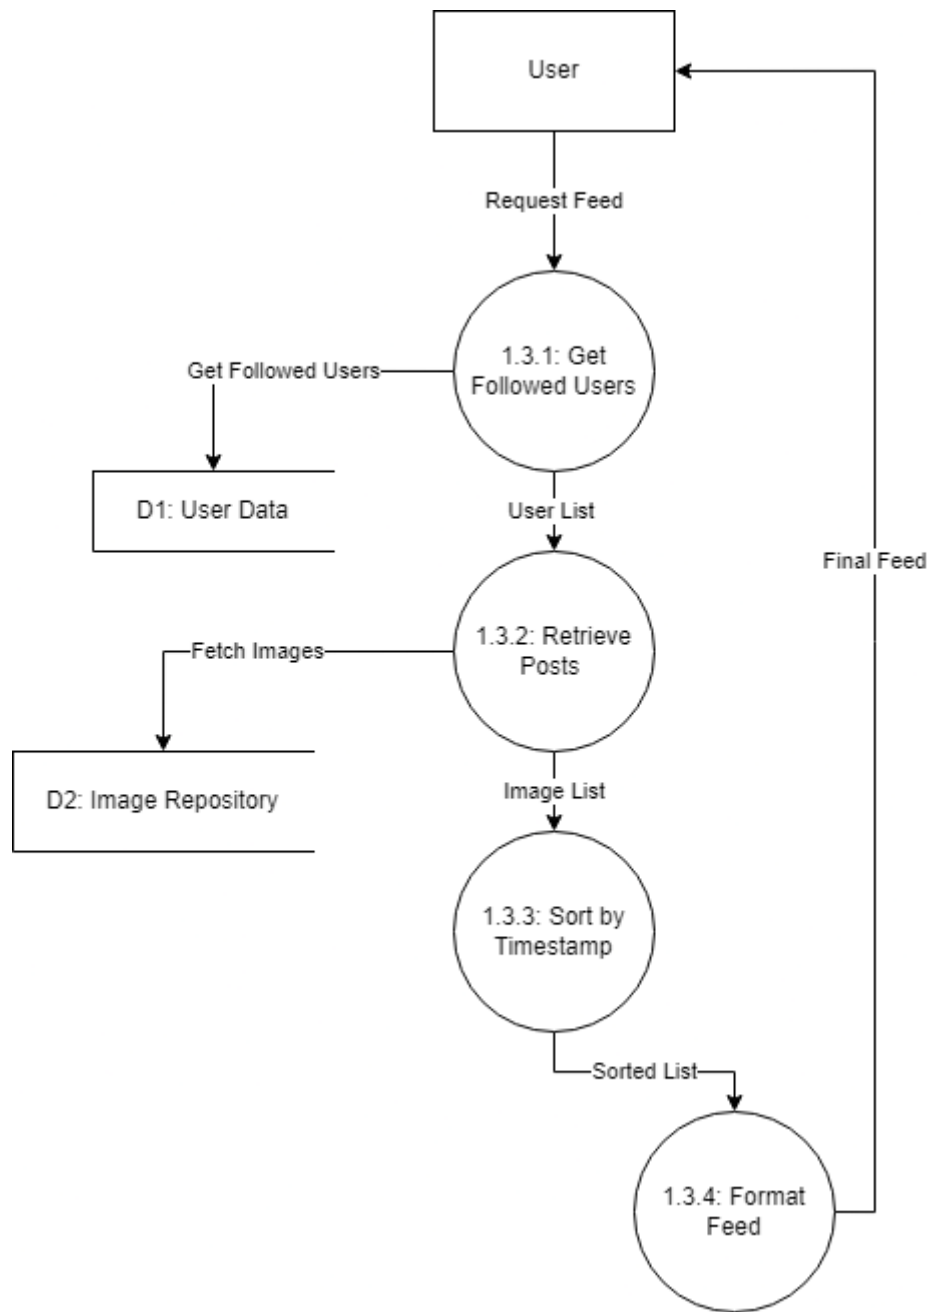 User
Request Feed
1.3.1: Get
Followed Users
Get Followed Users
D1: User Data
User List
Final Feed
1.3.2: Retrieve
Posts
Fetch Images
D2: Image Repository
Image List
1.3.3: Sort by
Timestamp
Sorted List
1.3.4: Format
Feed